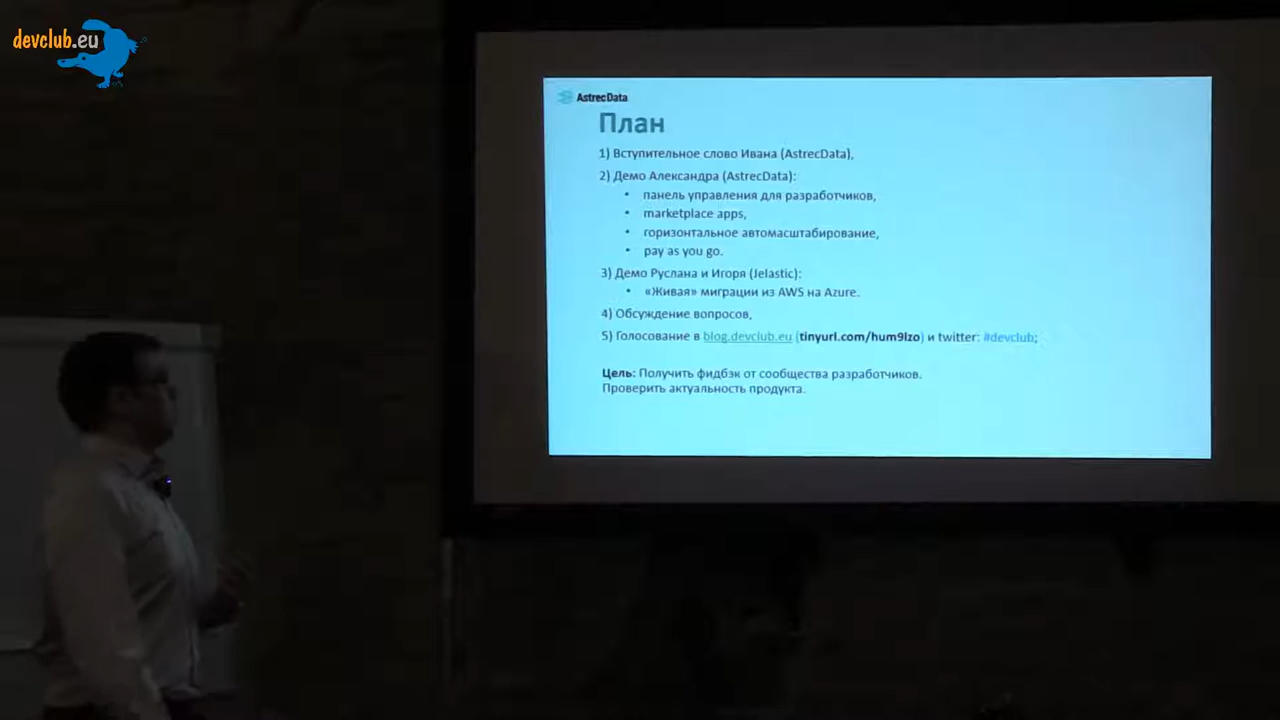 devclub.eu
AstrecData
План
1) Вступительное слово Ивана (AstrecData),
2) Демо Александра (AstrecData):
• панель управления для разработчиков,
• marketplace apps,
• горизонтальное автомасштабирование,
• pay as you go.
3) Демо Руслана и Игоря (Jelastic):
• «Живая» миграции из AWS на Azure.
4) Обсуждение вопросов,
5) Голосование в blog.devclub.eu (tinyurl.com/hum9lzo) и twitter: #devclub;
Цель: Получить фидбэк от сообщества разработчиков.
Проверить актуальность продукта.